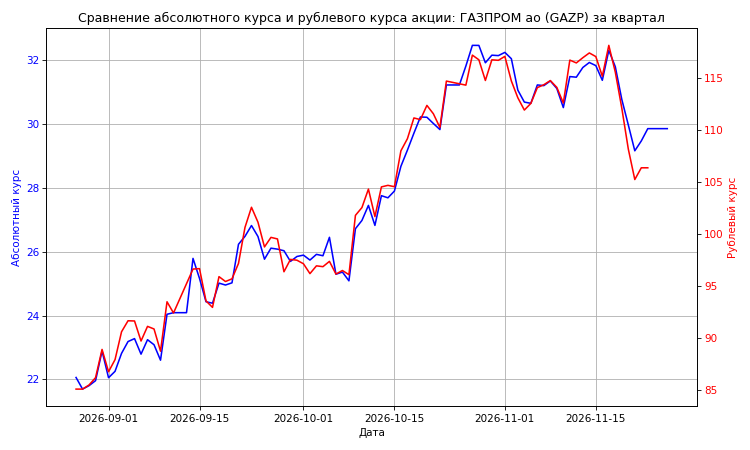 Сравнение абсолютного курса и рублевого курса акции: ГАЗПРОМ ао (GAZP) за квартал
32
30
28
26
24
22
Абсолютный курс
115
110
105
100
95
90
85
Рублевый курс
2026-09-01 2026-09-15 2026-10-01 2026-10-15 2026-11-01 2026-11-15
Дата